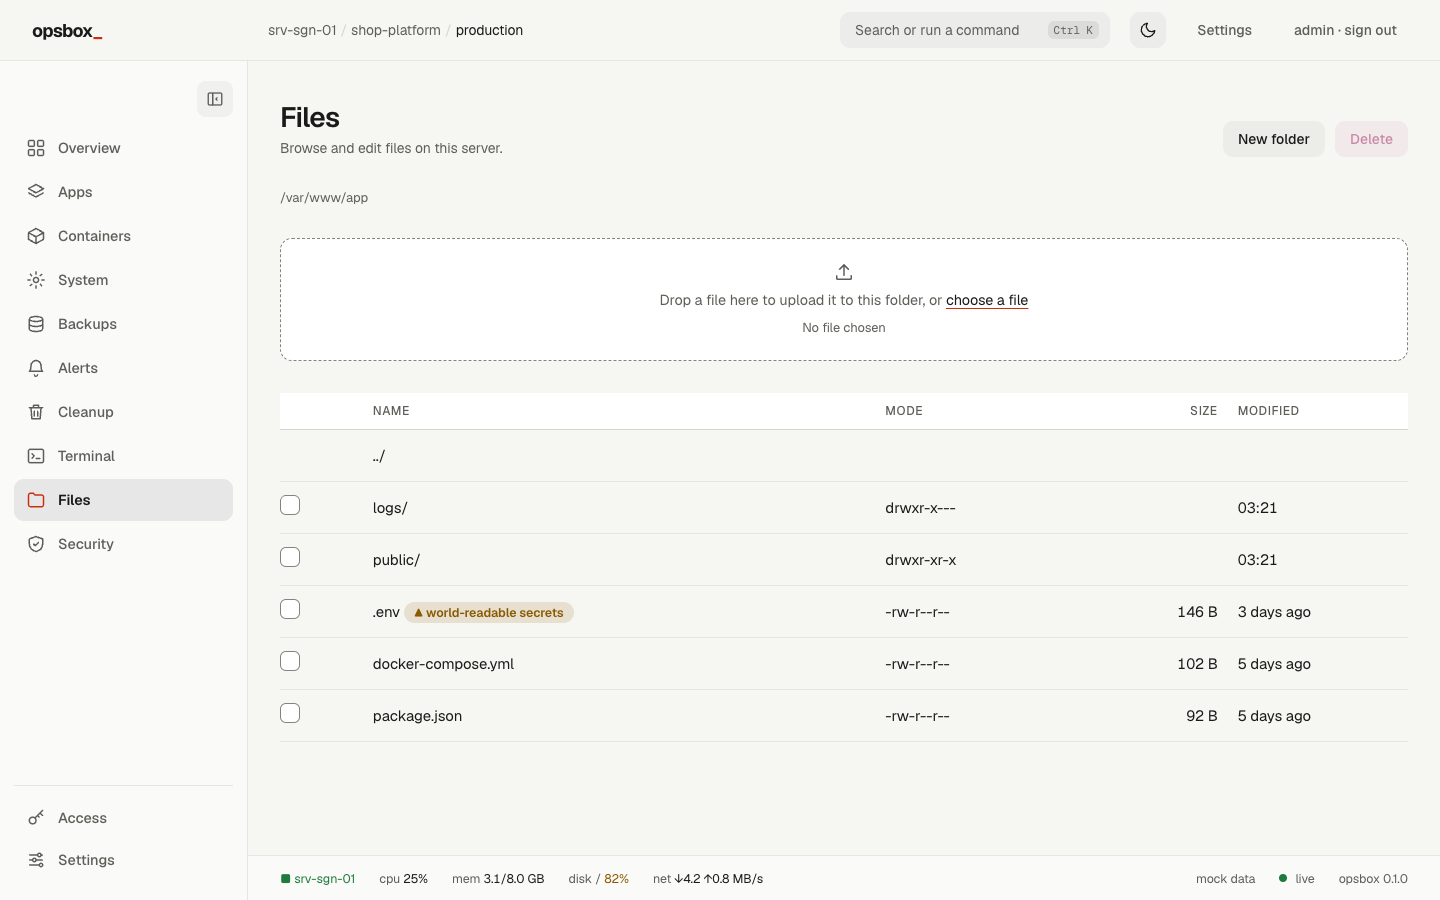 opsbox_
srv-sgn-01 / shop-platform / production
Search or run a command Ctrl K
Settings
admin · sign out
Overview
Apps
Containers
System
Backups
Alerts
Cleanup
Terminal
Files
Security
Access
Settings
Files
Browse and edit files on this server.
New folder
Delete
/var/www/app
Drop a file here to upload it to this folder, or choose a file
No file chosen
NAME MODE SIZE MODIFIED
../
logs/ drwxr-x--- 03:21
public/ drwxr-xr-x 03:21
.env ▲ world-readable secrets -rw-r--r-- 146 B 3 days ago
docker-compose.yml -rw-r--r-- 102 B 5 days ago
package.json -rw-r--r-- 92 B 5 days ago
srv-sgn-01 cpu 25% mem 3.1/8.0 GB disk / 82% net ↓4.2 ↑0.8 MB/s mock data live opsbox 0.1.0